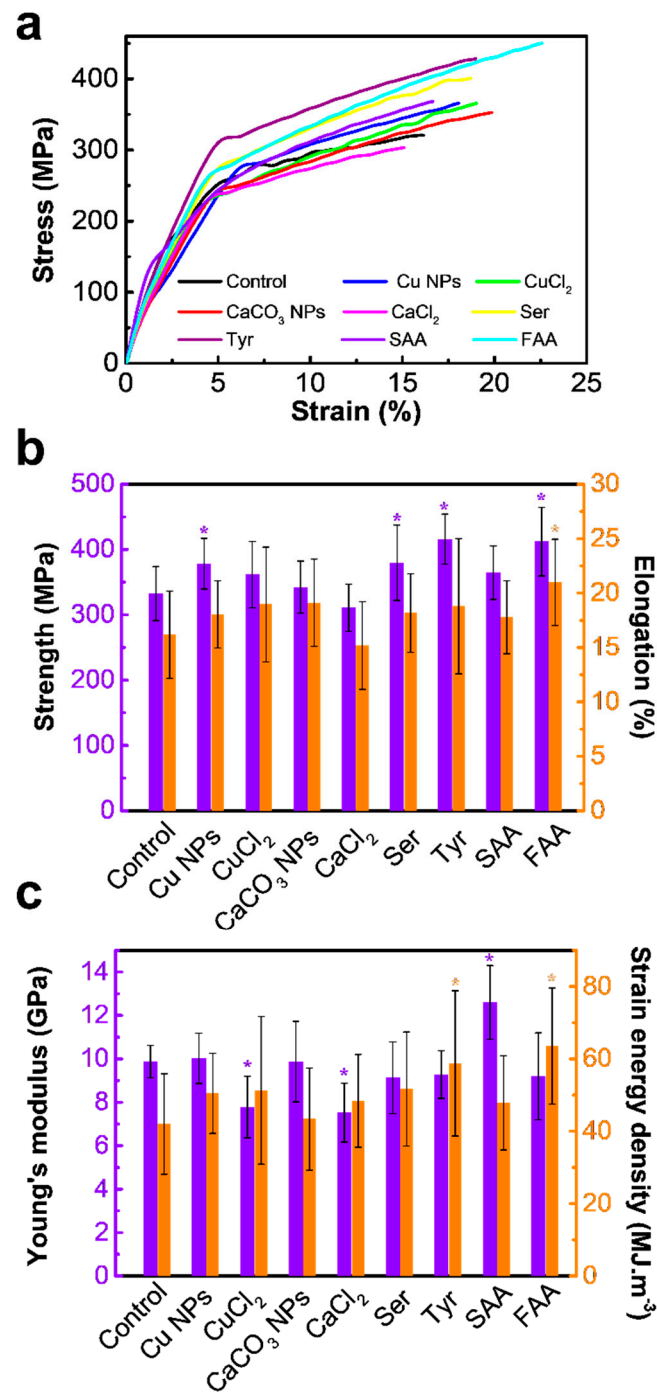 a
Stress (MPa)
400
300
200
100
0
Control Cu NPs CuCl₂
CaCO₃ NPs CaCl₂ Ser
Tyr SAA FAA
0 5 10 15 20 25
Strain (%)
b
Strength (MPa)
500
400
300
200
100
0
* * * * *
30
25
20
15
10
5
0
Elongation (%)
Control Cu NPs CuCl₂ CaCO₃ NPs CaCl₂ Ser Tyr SAA FAA
c
Young's modulus (GPa)
14
12
10
8
6
4
2
0
* * * * *
80
60
40
20
0
Strain energy density (MJ.m⁻³)
Control Cu NPs CuCl₂ CaCO₃ NPs CaCl₂ Ser Tyr SAA FAA